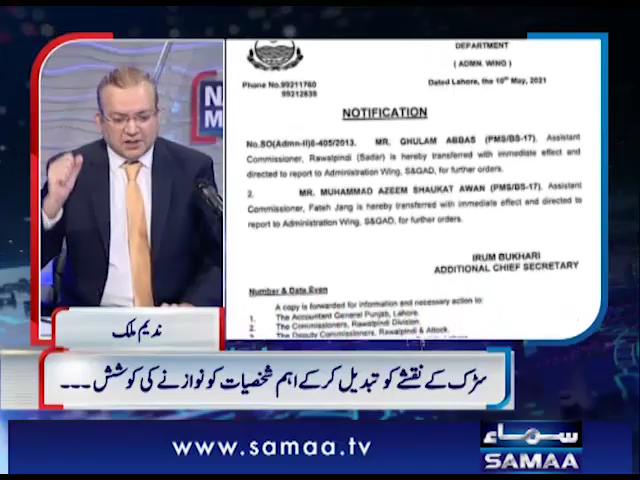 DEPARTMENT
( ADMN. WING )
Phone No: 99211760
99212838
Dated Lahore, the 10th May, 2021
NOTIFICATION
No.SO(Admn-II)6-405/2013. MR. GHULAM ABBAS (PMS/BS-17), Assistant
Commissioner, Rawalpindi (Sadar) is hereby transferred with immediate effect and
directed to report to Administration Wing, S&GAD, for further orders.
2. MR. MUHAMMAD AZEEM SHAUKAT AWAN (PMS/BS-17), Assistant
Commissioner, Fateh Jang is hereby transferred with immediate effect and directed to
report to Administration Wing, S&GAD, for further orders.
IRUM BUKHARI
ADDITIONAL CHIEF SECRETARY
Number & Date Even
A copy is forwarded for information and necessary action to:
1. The Accountant General Punjab, Lahore.
2. The Commissioners, Rawalpindi Division.
3. The Deputy Commissioners, Rawalpindi & Attock.
NA
M
ندیم ملک
سڑک کے نقشے کو تبدیل کر کے اہم شخصیات کو نوازنے کی کوشش ۔۔۔
www.samaa.tv
سماء
SAMAA